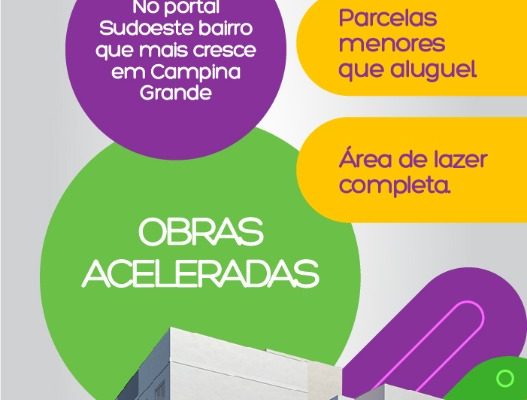 No portal
Sudoeste bairro
que mais cresce
em Campina
Grande
Parcelas
menores
que aluguel
Área de lazer
completa
OBRAS
ACELERADAS